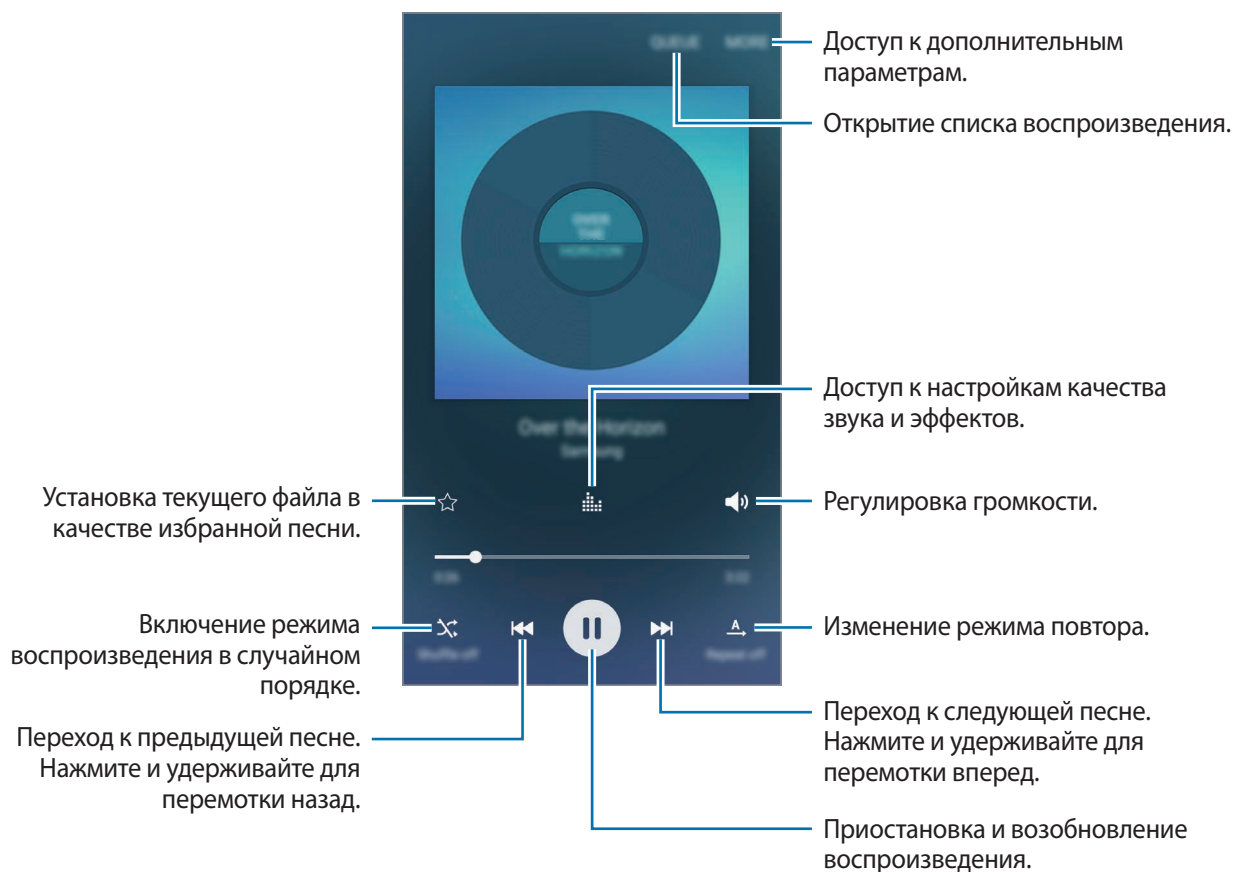 QUEUE MORE
Доступ к дополнительным
параметрам.
Открытие списка воспроизведения.
OVER
THE
HORIZON
Доступ к настройкам качества
звука и эффектов.
Over the Horizon
Samsung
Установка текущего файла в
качестве избранной песни.
Регулировка громкости.
Включение режима
воспроизведения в случайном
порядке.
Shuffle off
A
Repeat off
Изменение режима повтора.
Переход к предыдущей песне.
Нажмите и удерживайте для
перемотки назад.
Переход к следующей песне.
Нажмите и удерживайте для
перемотки вперед.
Приостановка и возобновление
воспроизведения.